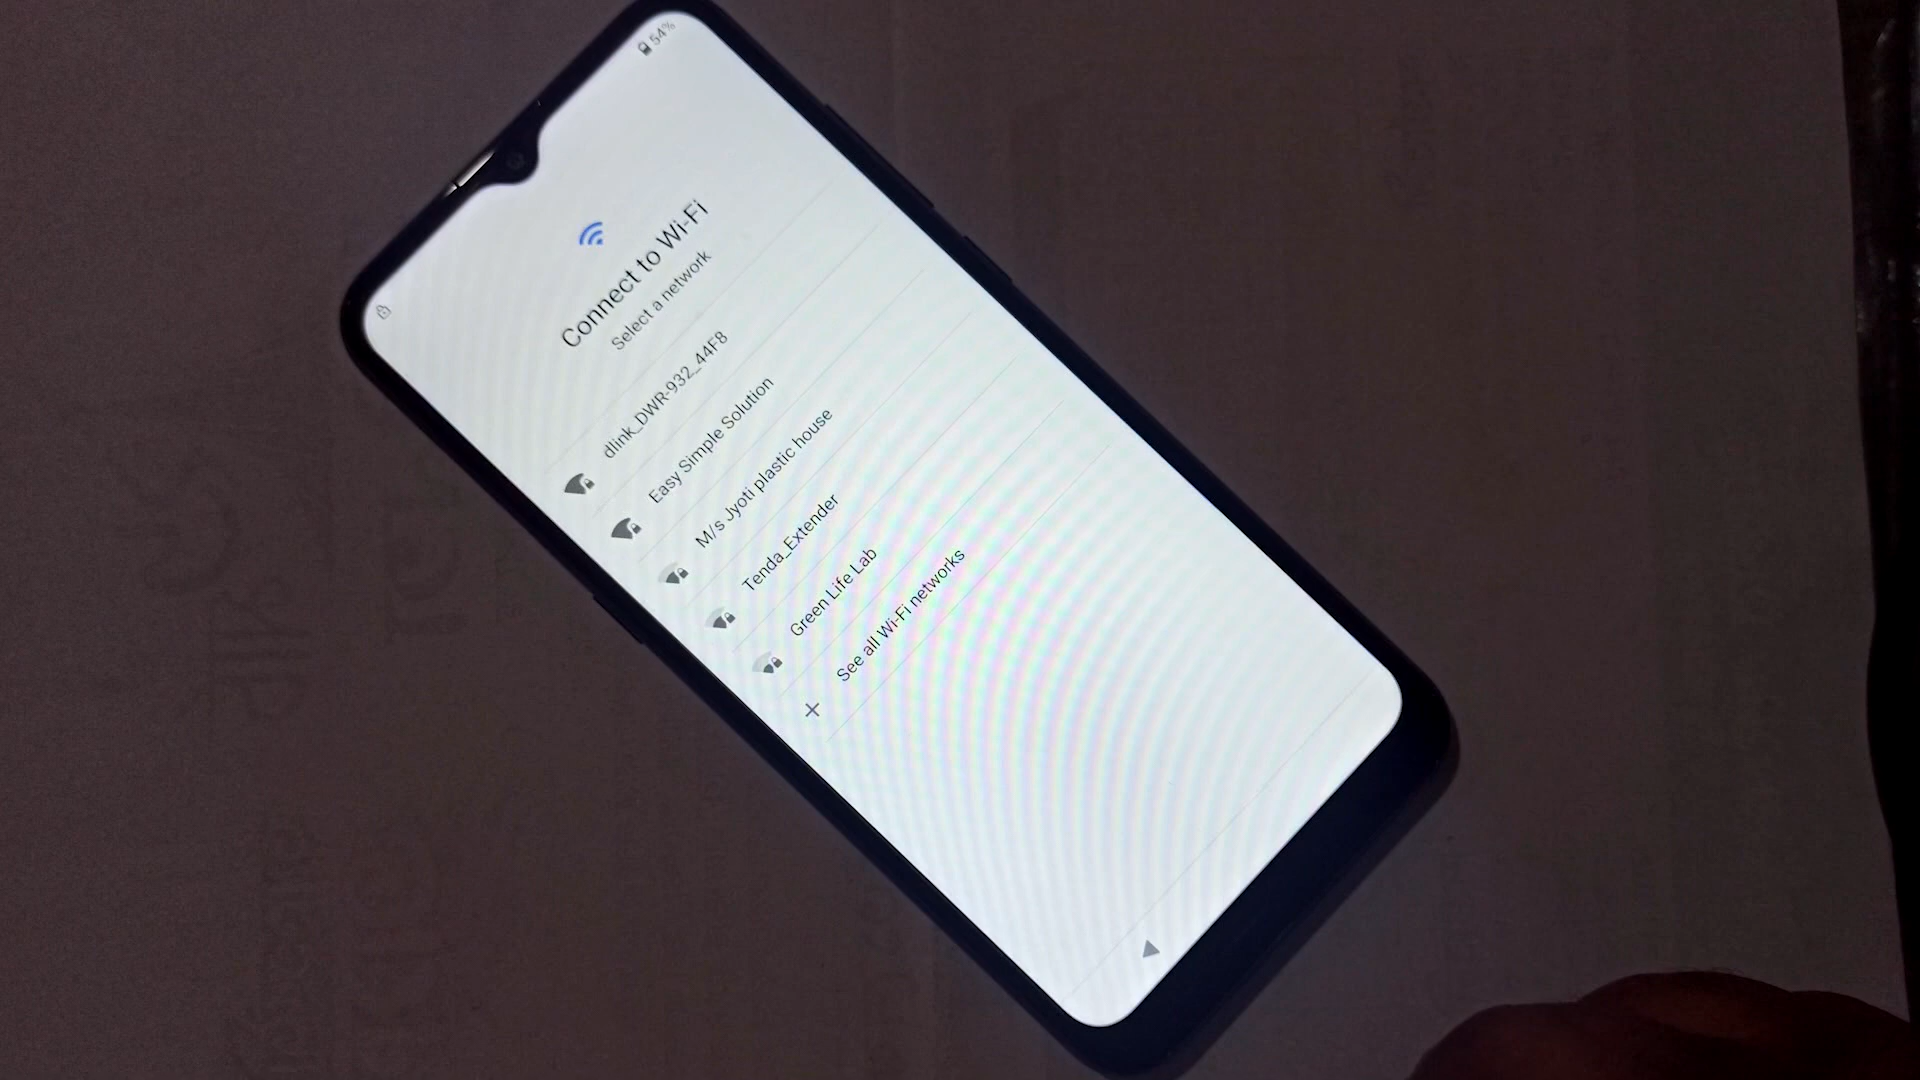 54%
Connect to Wi-Fi
Select a network
dlink_DWR-932_44F8
Easy Simple Solution
M/s Jyoti plastic house
Tenda_Extender
Green Life Lab
See all Wi-Fi networks